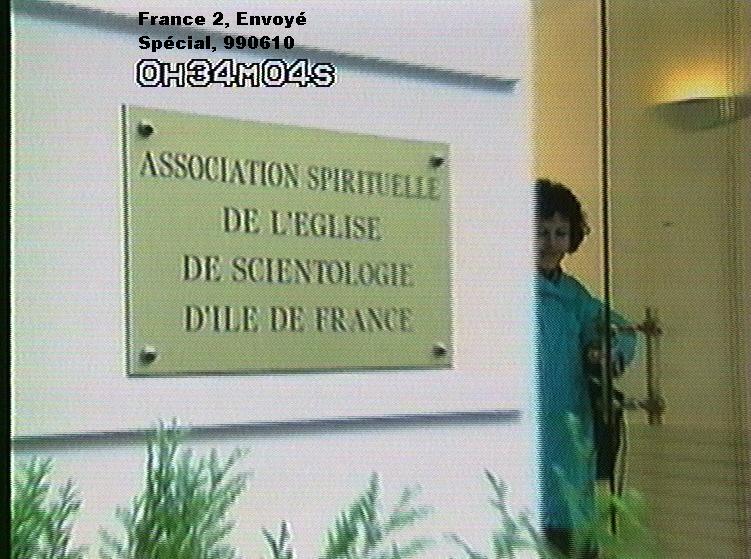 France 2, Envoyé
Spécial, 990610
0H34M04S
ASSOCIATION SPIRITUELLE
DE L'EGLISE
DE SCIENTOLOGIE
D'ILE DE FRANCE